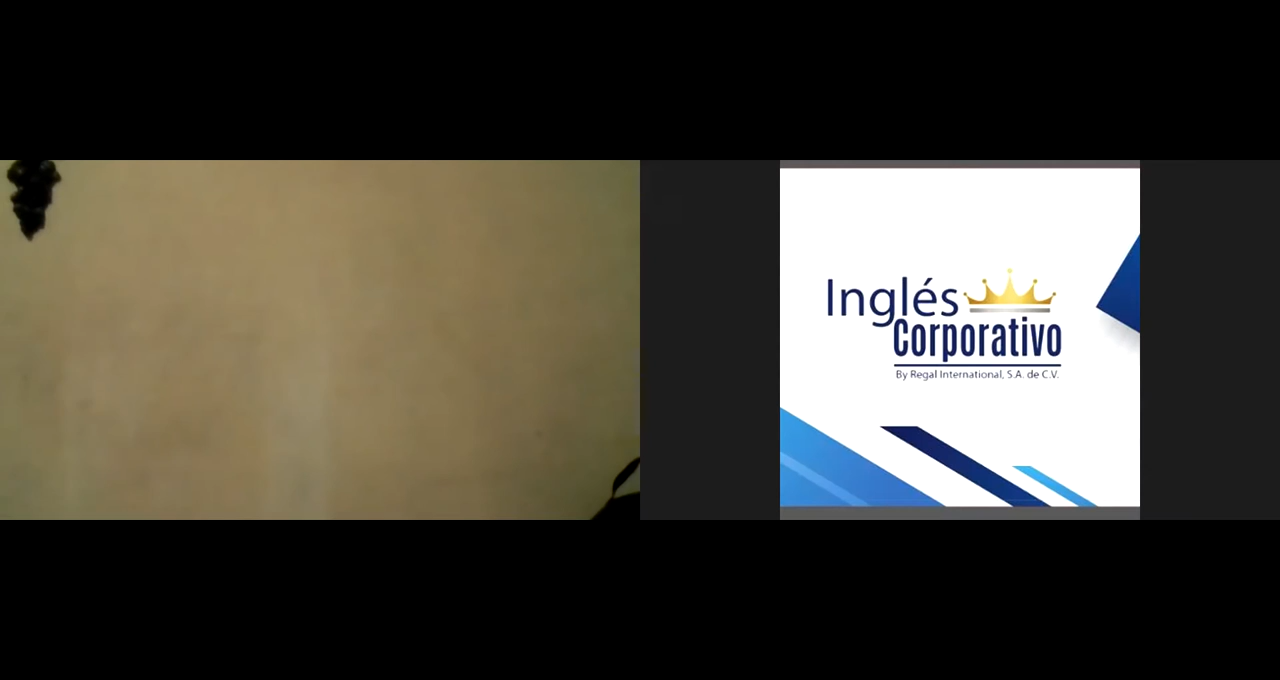 Inglés
Corporativo
By Regal International, S.A. de C.V.